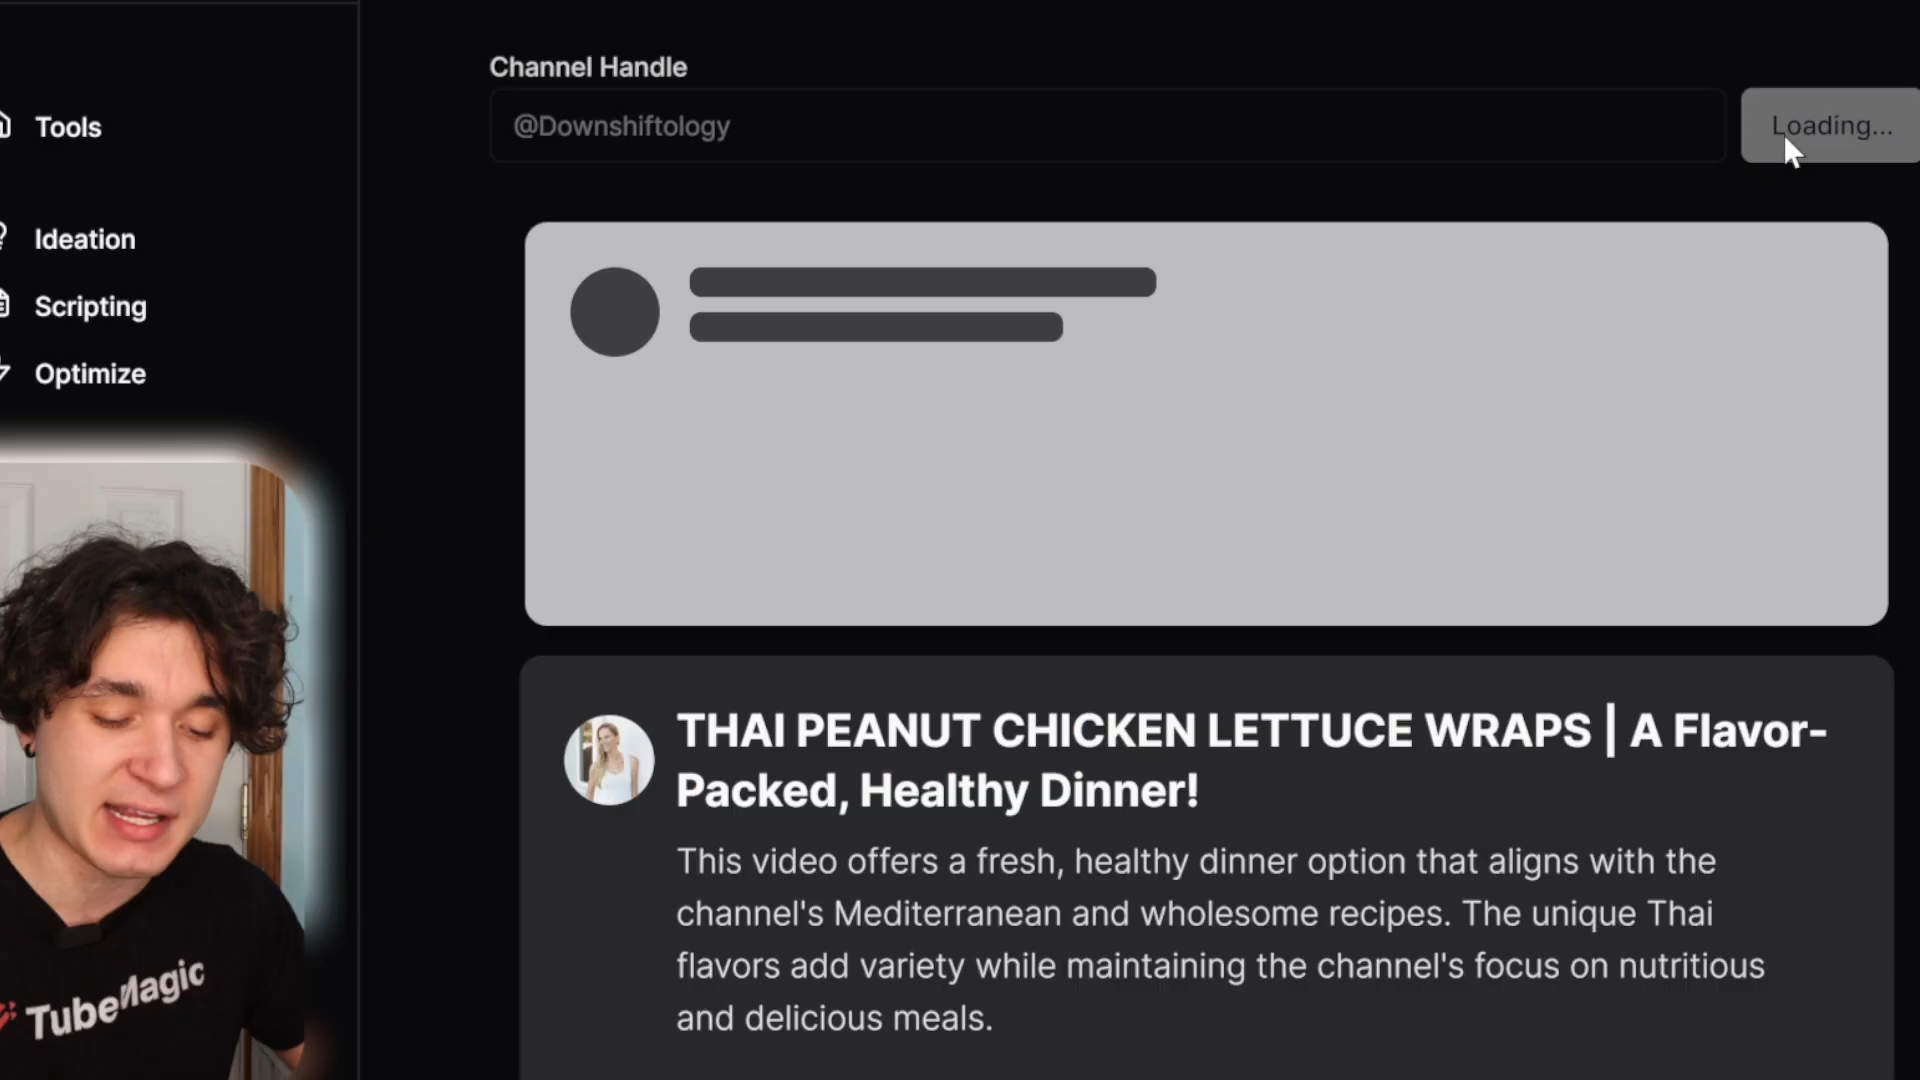 Channel Handle
@Downshiftology
Loading...
Tools
Ideation
Scripting
Optimize
THAI PEANUT CHICKEN LETTUCE WRAPS | A Flavor-
Packed, Healthy Dinner!
This video offers a fresh, healthy dinner option that aligns with the
channel's Mediterranean and wholesome recipes. The unique Thai
flavors add variety while maintaining the channel's focus on nutritious
and delicious meals.
TubeMagic